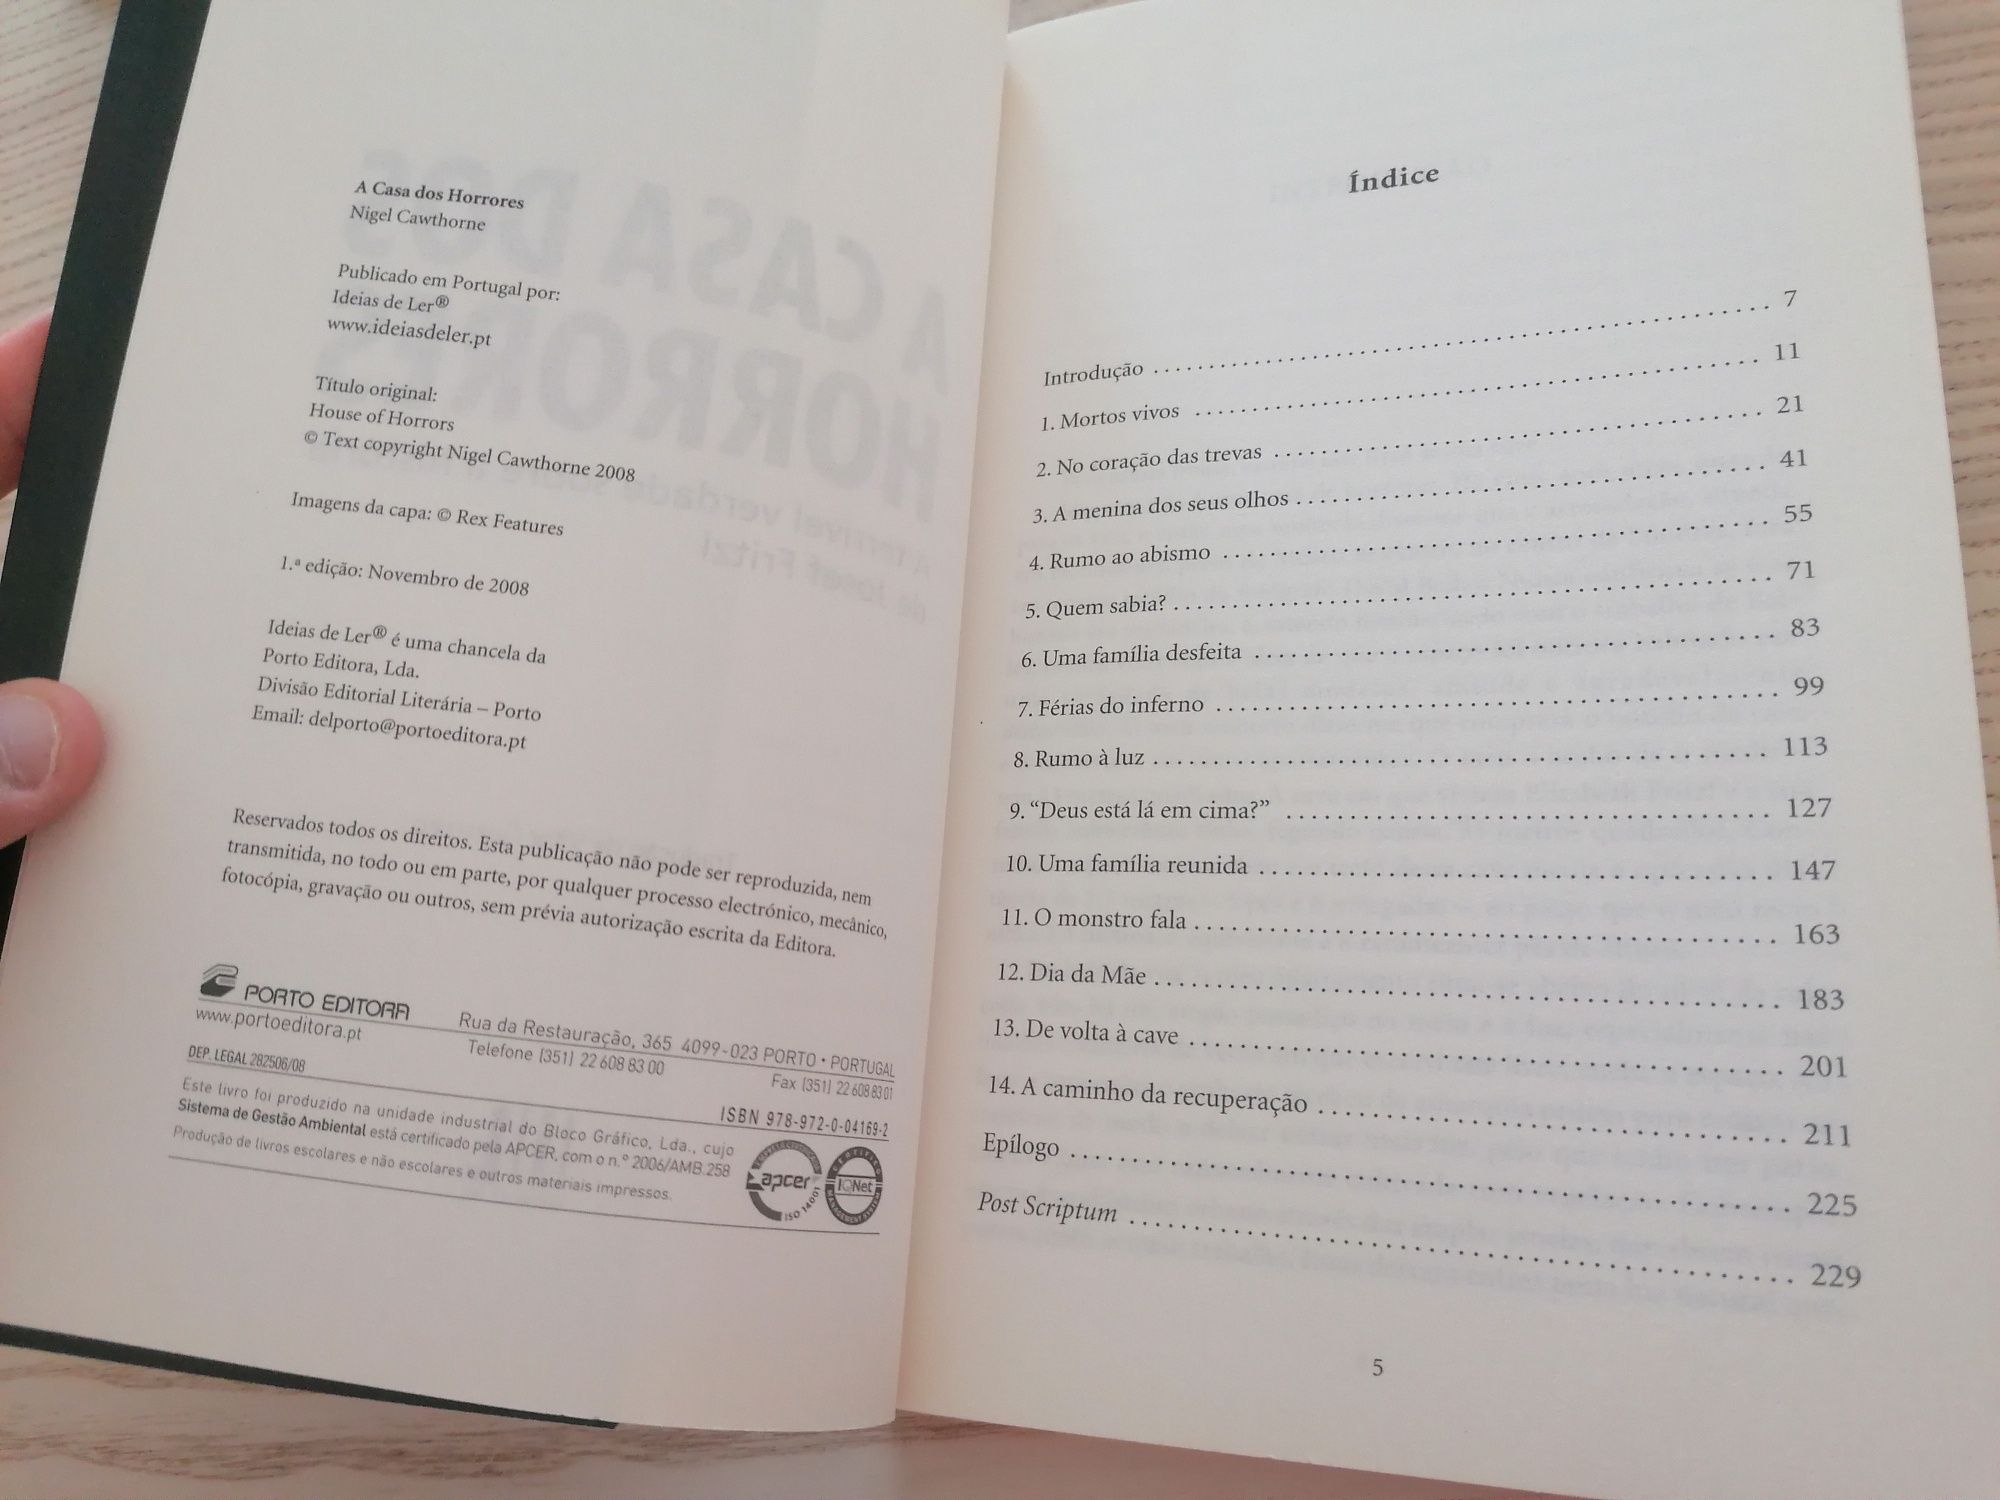 A Casa dos Horrores
Nigel Cawthorne
Publicado em Portugal por:
Ideias de Ler®
www.ideiasdeler.pt
Título original:
House of Horrors
© Text copyright Nigel Cawthorne 2008
Imagens da capa: © Rex Features
1.ª edição: Novembro de 2008
Ideias de Ler® é uma chancela da
Porto Editora, Lda.
Divisão Editorial Literária – Porto
Email: delporto@portoeditora.pt
Reservados todos os direitos. Esta publicação não pode ser reproduzida, nem
transmitida, no todo ou em parte, por qualquer processo electrónico, mecânico,
fotocópia, gravação ou outros, sem prévia autorização escrita da Editora.
PORTO EDITORA
www.portoeditora.pt
Rua da Restauração, 365 4099-023 PORTO • PORTUGAL
Telefone (351) 22 608 83 00
Fax (351) 22 608 83 01
DEP. LEGAL 282506/08
ISBN 978-972-0-04169-2
Este livro foi produzido na unidade industrial do Bloco Gráfico, Lda., cujo
Sistema de Gestão Ambiental está certificado pela APCER, com o n.º 2006/AMB.258
Produção de livros escolares e não escolares e outros materiais impressos.
apcer
ISO 14001
CERTIFIED
IQNet
MANAGEMENT SYSTEM
Índice
Introdução . . . . . . . . . . . . . . . . . . . . 7
1. Mortos vivos . . . . . . . . . . . . . . . . . . . . 11
2. No coração das trevas . . . . . . . . . . . . . . . . . . . . 21
3. A menina dos seus olhos . . . . . . . . . . . . . . . . . . . . 41
4. Rumo ao abismo . . . . . . . . . . . . . . . . . . . . 55
5. Quem sabia? . . . . . . . . . . . . . . . . . . . . 71
6. Uma família desfeita . . . . . . . . . . . . . . . . . . . . 83
7. Férias do inferno . . . . . . . . . . . . . . . . . . . . 99
8. Rumo à luz . . . . . . . . . . . . . . . . . . . . 113
9. “Deus está lá em cima?” . . . . . . . . . . . . . . . . . . . . 127
10. Uma família reunida . . . . . . . . . . . . . . . . . . . . 147
11. O monstro fala . . . . . . . . . . . . . . . . . . . . 163
12. Dia da Mãe . . . . . . . . . . . . . . . . . . . . 183
13. De volta à cave . . . . . . . . . . . . . . . . . . . . 201
14. A caminho da recuperação . . . . . . . . . . . . . . . . . . . . 211
Epílogo . . . . . . . . . . . . . . . . . . . . 225
Post Scriptum . . . . . . . . . . . . . . . . . . . . 229
5